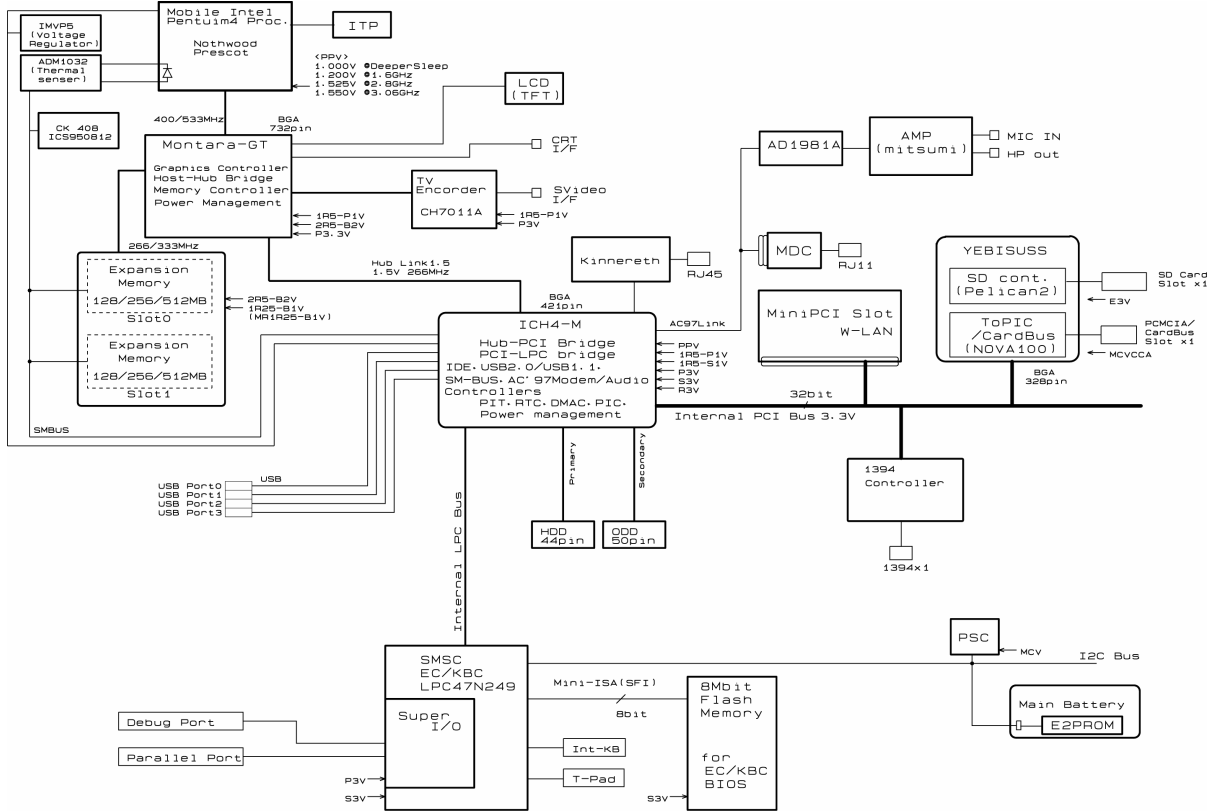 IMVP5
(Voltage
Regulator)
ADM1032
(Thermal
senser)
CK 408
ICS950812
Mobile Intel
Pentuim4 Proc.
Nothwood
Prescot
ITP
<PPV>
1.000V @DeeperSleep
1.200V @1.6GHz
1.525V @2.8GHz
1.550V @3.06GHz
LCD
(TFT)
400/533MHz
BGA
732pin
Montara-GT
Graphics Controller
Host-Hub Bridge
Memory Controller
Power Management
CRT
I/F
TV
Encorder
CH7011A
SVideo
I/F
1R5-P1V
P3V
1R5-P1V
2R5-B2V
P3.3V
266/333MHz
Expansion
Memory
128/256/512MB
Slot0
Expansion
Memory
128/256/512MB
Slot1
2R5-B2V
1R25-B1V
(MR1R25-B1V)
Hub Link1.5
1.5V 266MHz
BGA
421pin
Kinnereth
RJ45
AD1981A
AMP
(mitsumi)
MIC IN
HP out
MDC
RJ11
AC97Link
ICH4-M
Hub-PCI Bridge
PCI-LPC bridge
IDE. USB2.0/USB1.1.
SM-BUS. AC'97Modem/Audio
Controllers
PIT. RTC. DMAC. PIC.
Power management
PPV
1R5-P1V
1R5-S1V
P3V
S3V
R3V
MiniPCI Slot
W-LAN
YEBISUSS
SD cont.
(Pelican2)
ToPIC
/CardBus
(NOVA100)
SD Card
Slot x1
E3V
PCMCIA/
CardBus
Slot x1
MCVCCA
BGA
328pin
32bit
Internal PCI Bus 3.3V
1394
Controller
1394x1
SMBUS
USB
USB Port0
USB Port1
USB Port2
USB Port3
Primary
Secondary
HDD
44pin
ODD
50pin
Internal LPC Bus
SMSC
EC/KBC
LPC47N249
Super
I/O
Debug Port
Parallel Port
P3V
S3V
Mini-ISA(SFI)
8bit
Int-KB
T-Pad
8Mbit
Flash
Memory
for
EC/KBC
BIOS
S3V
PSC
MCV
I2C Bus
Main Battery
E2PROM